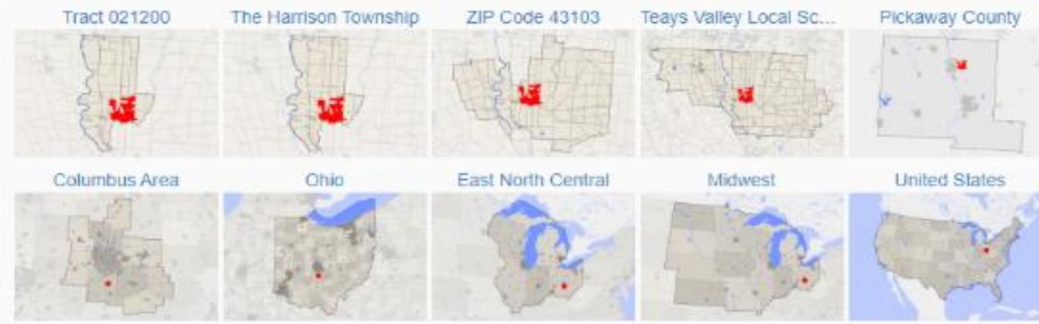 Tract 021200 The Harrison Township ZIP Code 43103 Teays Valley Local Sc... Pickaway County
Columbus Area Ohio East North Central Midwest United States